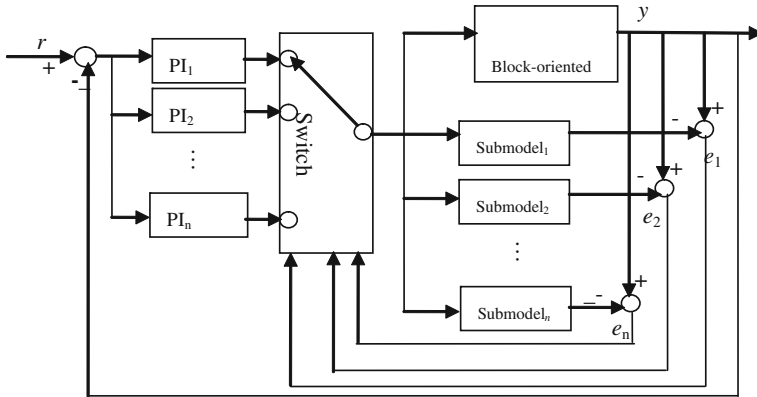 r
+
-
_
PI₁
PI₂
⋮
PIₙ
Switch
Block-oriented
y
Submodel₁
-
+
e₁
Submodel₂
-
+
e₂
⋮
Submodelₙ
_
-
+
eₙ